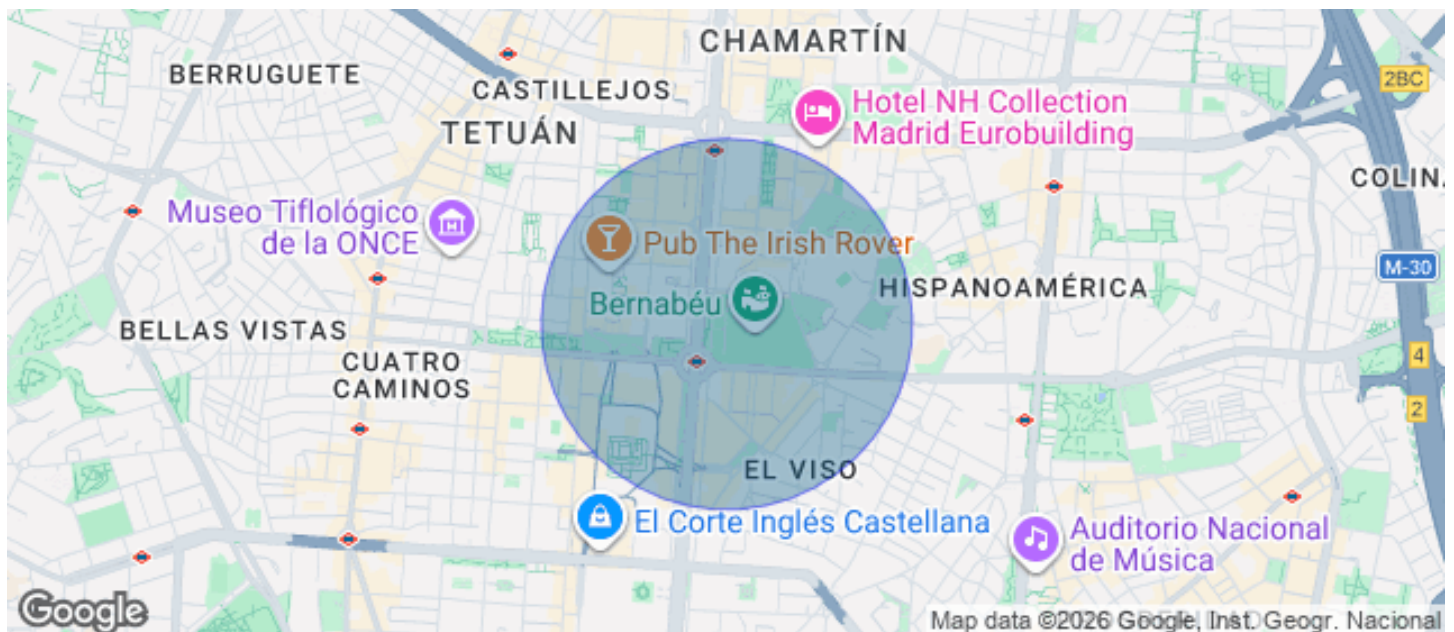 CHAMARTÍN
BERRUGUETE
CASTILLEJOS
2BC
Hotel NH Collection
Madrid Eurobuilding
TETUÁN
COLINA
Museo Tiflológico
de la ONCE
Pub The Irish Rover
M-30
HISPANOAMÉRICA
Bernabéu
BELLAS VISTAS
CUATRO
CAMINOS
4
2
EL VISO
El Corte Inglés Castellana
Auditorio Nacional
de Música
Google
Map data ©2026 Google, Inst. Geogr. Nacional